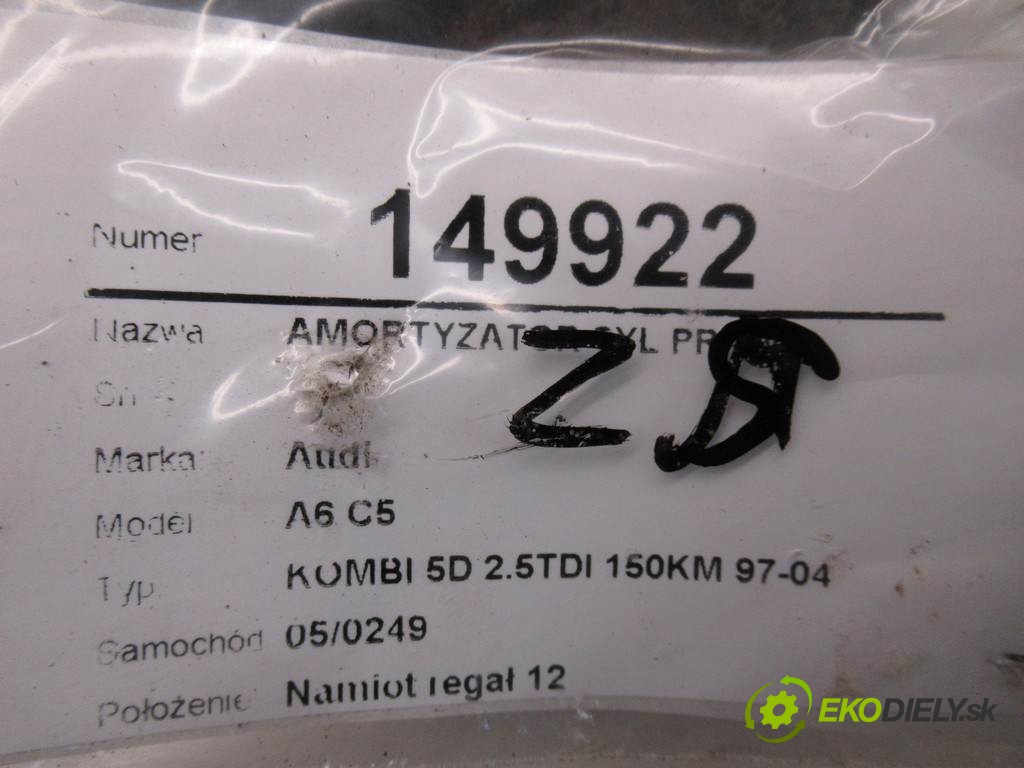 Numer 149922
Nazwa AMORTYZATOR
Marka Audi
Model A6 C5
Typ KOMBI 5D 2.5TDI 150KM 97-04
Samochód 05/0249
Położenie Namiot regał 12
EKODIELY.sk